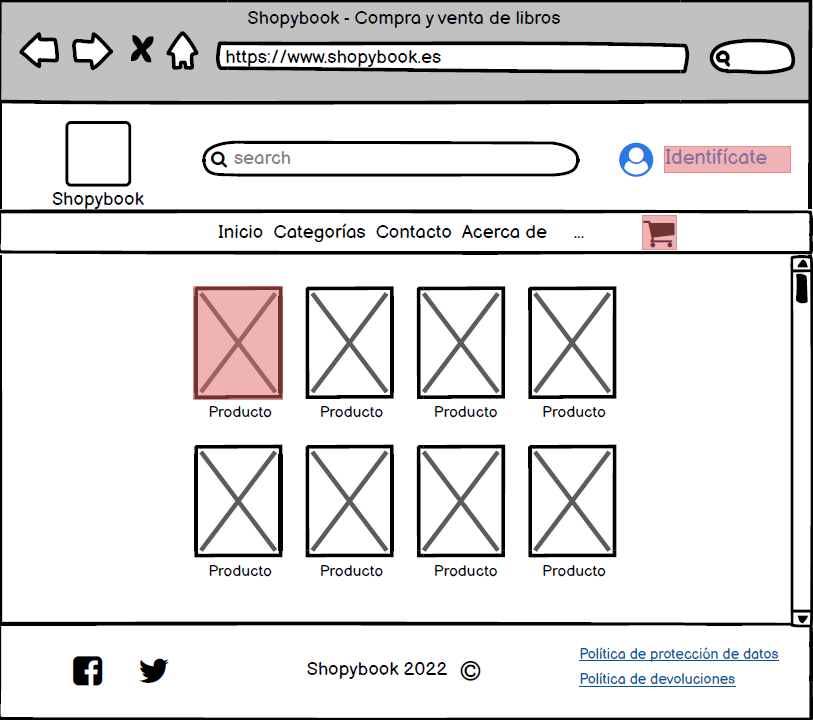 Shopybook - Compra y venta de libros
https://www.shopybook.es
search
Identifícate
Shopybook
Inicio Categorías Contacto Acerca de ...
Producto Producto Producto Producto
Producto Producto Producto Producto
Shopybook 2022 ©
Política de protección de datos
Política de devoluciones